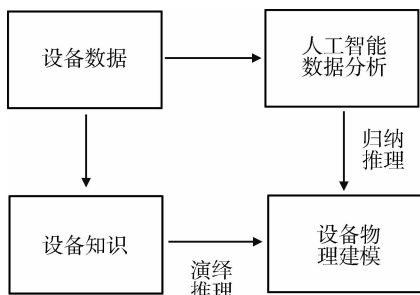 设备数据
人工智能
数据分析
归纳
推理
设备知识
设备物
理建模
演绎
推理